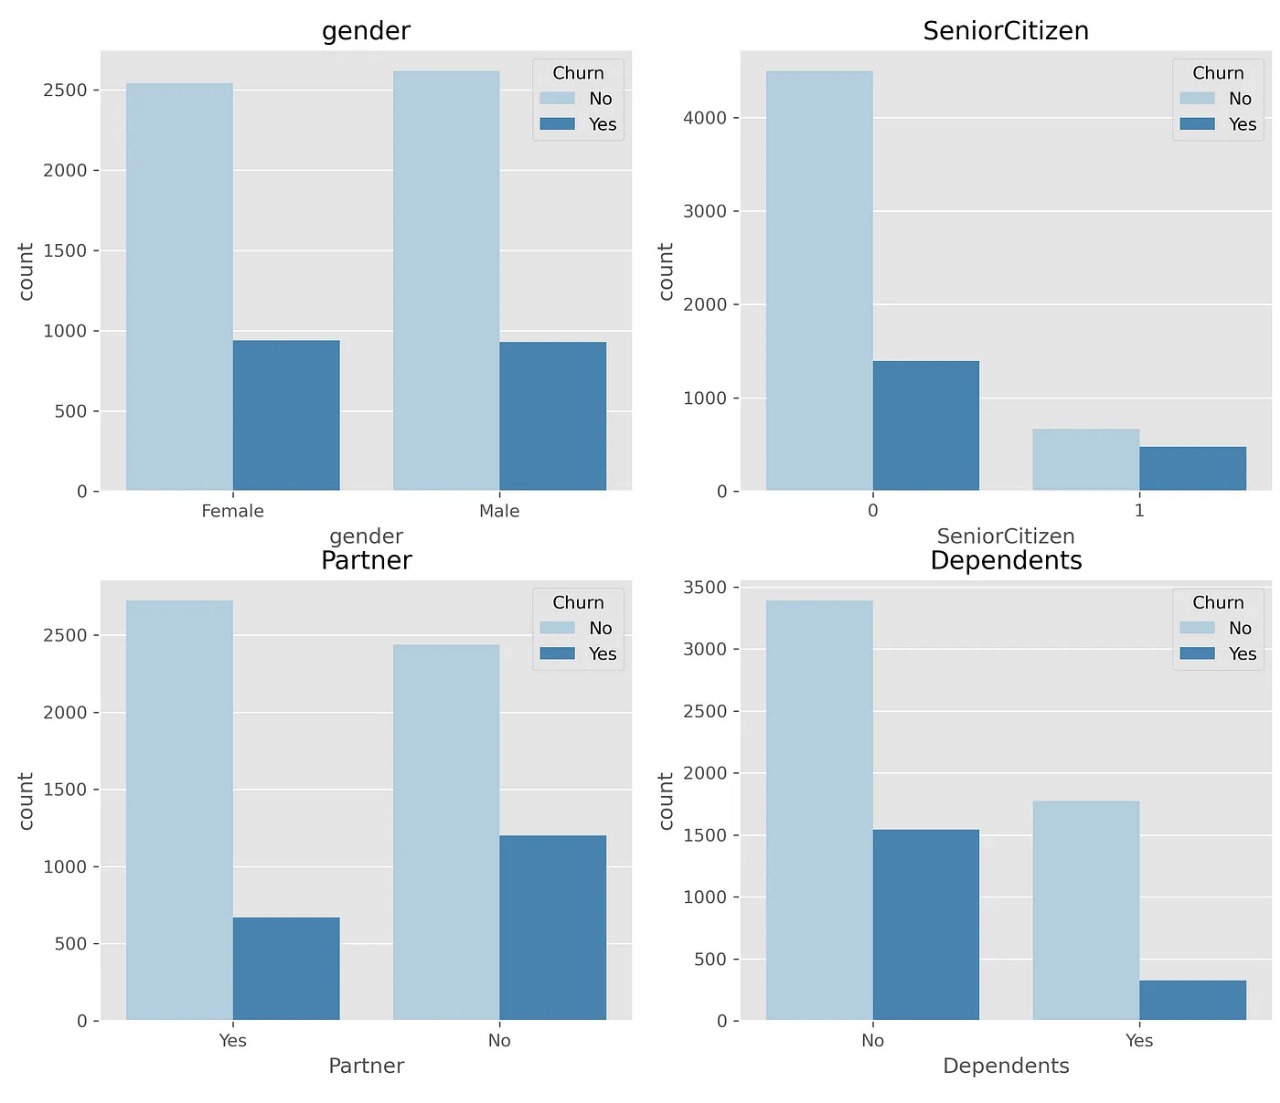 gender
Churn
No
Yes
2500
2000
1500
1000
500
0
count
Female Male
gender
SeniorCitizen
Churn
No
Yes
4000
3000
2000
1000
0
count
0 1
SeniorCitizen
Partner
Churn
No
Yes
2500
2000
1500
1000
500
0
count
Yes No
Partner
Dependents
Churn
No
Yes
3500
3000
2500
2000
1500
1000
500
0
count
No Yes
Dependents